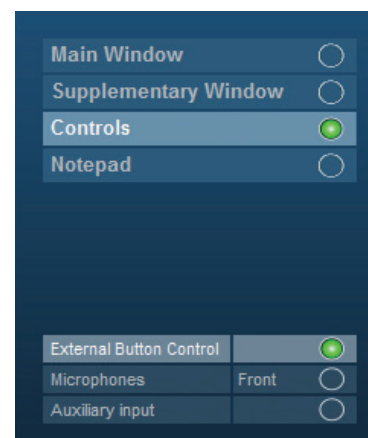 Main Window
Supplementary Window
Controls
Notepad
External Button Control
Microphones Front
Auxiliary input